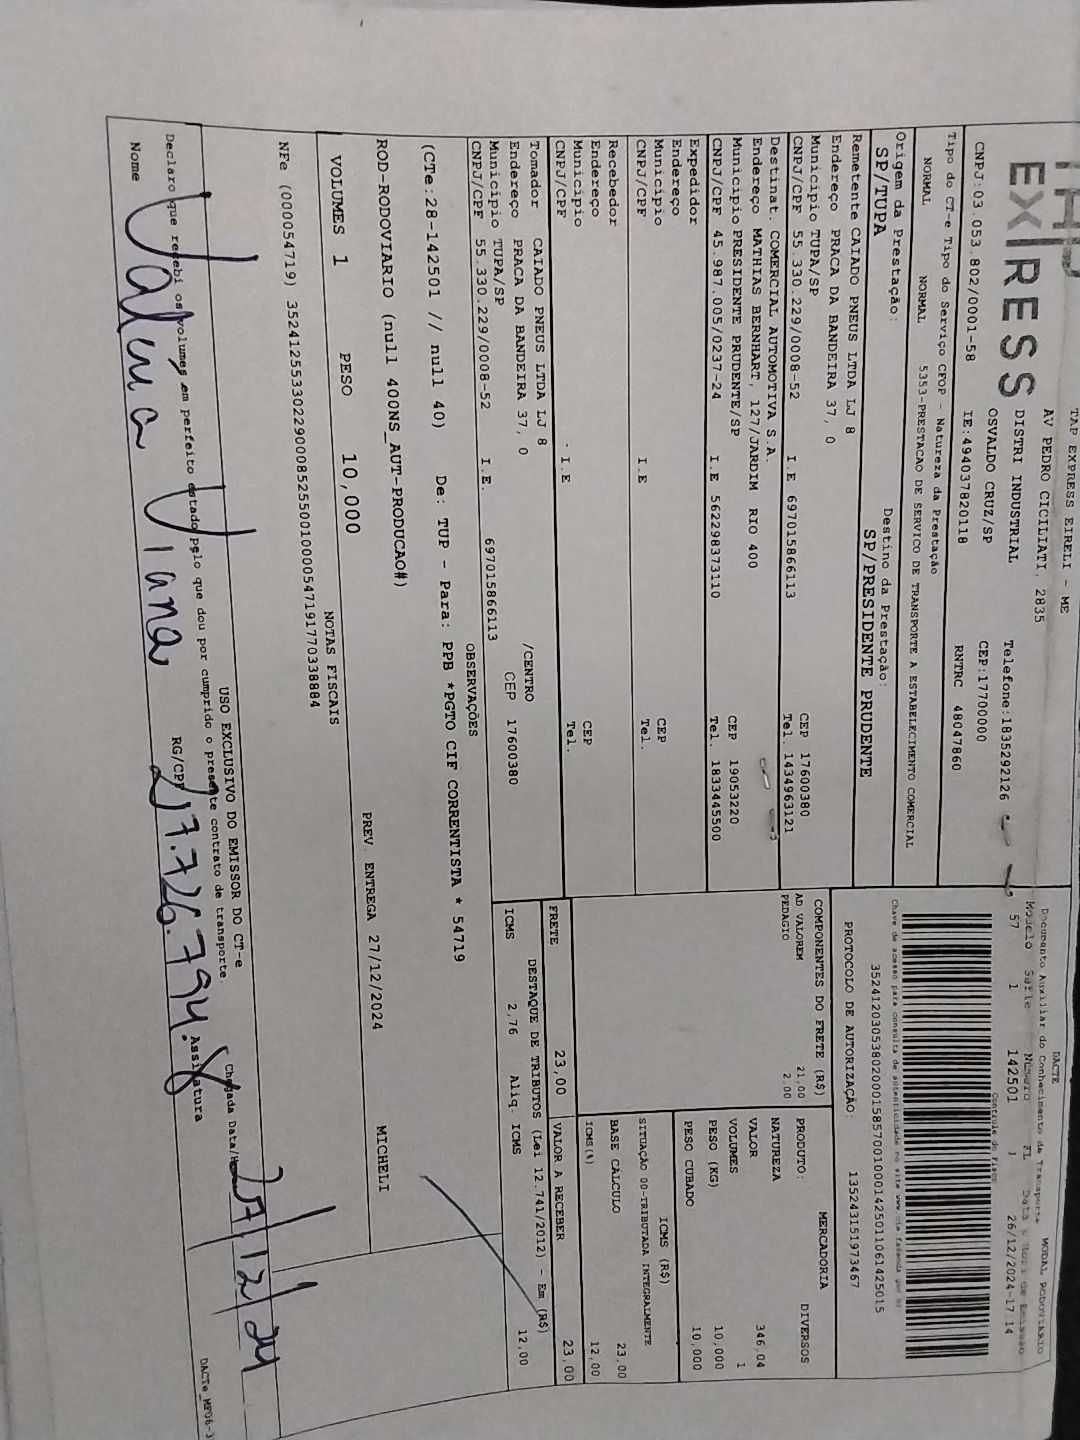 TAP EXPRESS EIRELI - ME
EX|RESS
AV PEDRO CICILIATI, 2835
DISTRI INDUSTRIAL
Telefone:1835292126
OSVALDO CRUZ/SP
CEP:17700000
CNPJ:03.053.802/0001-58
IE:494037820118
RNTRC 48047860
Tipo do CT-e Tipo do Serviço CFOP - Natureza da Prestação
NORMAL NORMAL 5353-PRESTACAO DE SERVICO DE TRANSPORTE A ESTABELECIMENTO COMERCIAL
Origem da Prestação: Destino da Prestação:
SP/TUPA SP/PRESIDENTE PRUDENTE
Remetente CAIADO PNEUS LTDA LJ 8
Endereço PRACA DA BANDEIRA 37, 0
Município TUPA/SP CEP 17600380
CNPJ/CPF 55.330.229/0008-52 I.E 697015866113 Tel. 1434963121
Destinat. COMERCIAL AUTOMOTIVA S.A.
Endereço MATHIAS BERNHART, 127/JARDIM RIO 400
Município PRESIDENTE PRUDENTE/SP CEP 19053220
CNPJ/CPF 45.987.005/0237-24 I.E 562298373110 Tel. 1833445500
Expedidor
Endereço
Município CEP
CNPJ/CPF I.E Tel.
Recebedor
Endereço
Município CEP
CNPJ/CPF - I.E Tel.
Tomador CAIADO PNEUS LTDA LJ 8
Endereço PRACA DA BANDEIRA 37, 0 /CENTRO
Município TUPA/SP CEP 17600380
CNPJ/CPF 55.330.229/0008-52 I.E. 697015866113
DACTE MODAL RODOVIARIO
Documento Auxiliar do Conhecimento de Transporte
Modelo Serie Número FL Data e Hora de Emissão
57 1 142501 1 26/12/2024-17:14
Controle do Fisco
Chave de acesso para consulta de autenticidade no site www.cte.fazenda.gov.br
35241203053802000158570010001425011061425015
PROTOCOLO DE AUTORIZAÇÃO: 135243151973467
COMPONENTES DO FRETE (R$)
AD VALOREM 21,00
PEDAGIO 2,00
PRODUTO: MERCADORIA
NATUREZA DIVERSOS
VALOR 346,04
VOLUMES 1
PESO (KG) 10,000
PESO CUBADO 10,000
ICMS (R$)
SITUAÇÃO 00-TRIBUTADA INTEGRALMENTE
BASE CALCULO 23,00
ICMS(%) 12,00
FRETE 23,00 VALOR A RECEBER 23,00
DESTAQUE DE TRIBUTOS (Lei 12.741/2012) - Em (R$)
ICMS 2,76 Aliq. ICMS 12,00
OBSERVAÇÕES
(CTe:28-142501 // null 40) De: TUP - Para: PPB *PGTO CIF CORRENTISTA * 54719
ROD-RODOVIARIO (null 400NS_AUT-PRODUCAO#)
PREV. ENTREGA 27/12/2024 MICHELI
VOLUMES 1 PESO 10,000
NOTAS FISCAIS
NFe (000054719) 35241255330229000852550010000547191770338884
USO EXCLUSIVO DO EMISSOR DO CT-e
Declaro que recebi os volumes em perfeito estado pelo que dou por cumprido o presente contrato de transporte.
Chegada Data/H 27/12/24
Nome Valéria Viana RG/CPF 217.726.794.8 Assinatura